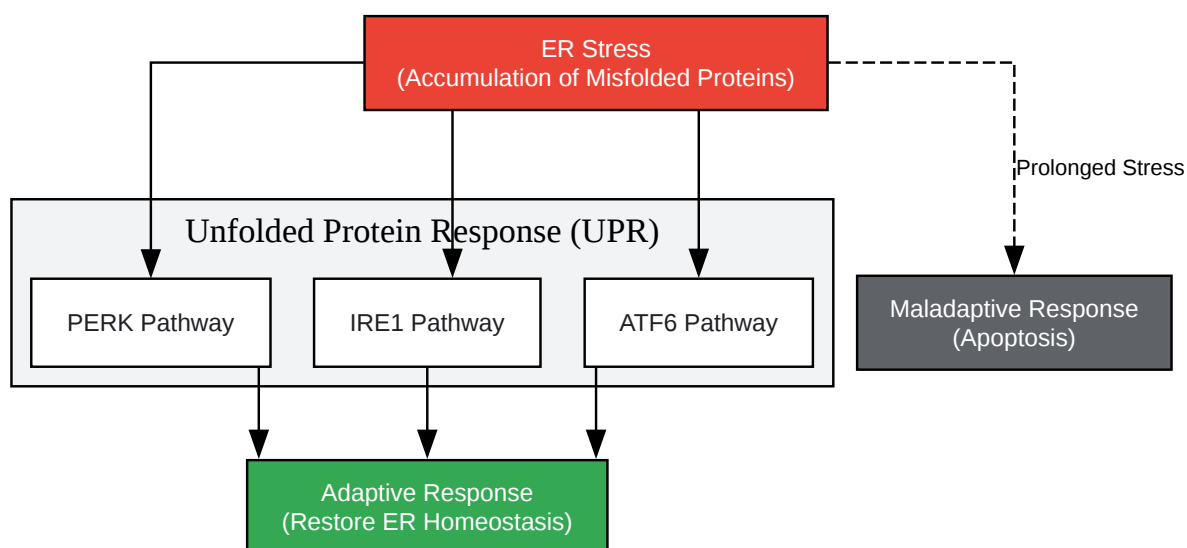 ER Stress
(Accumulation of Misfolded Proteins)
Prolonged Stress
Unfolded Protein Response (UPR)
PERK Pathway
IRE1 Pathway
ATF6 Pathway
Maladaptive Response
(Apoptosis)
Adaptive Response
(Restore ER Homeostasis)